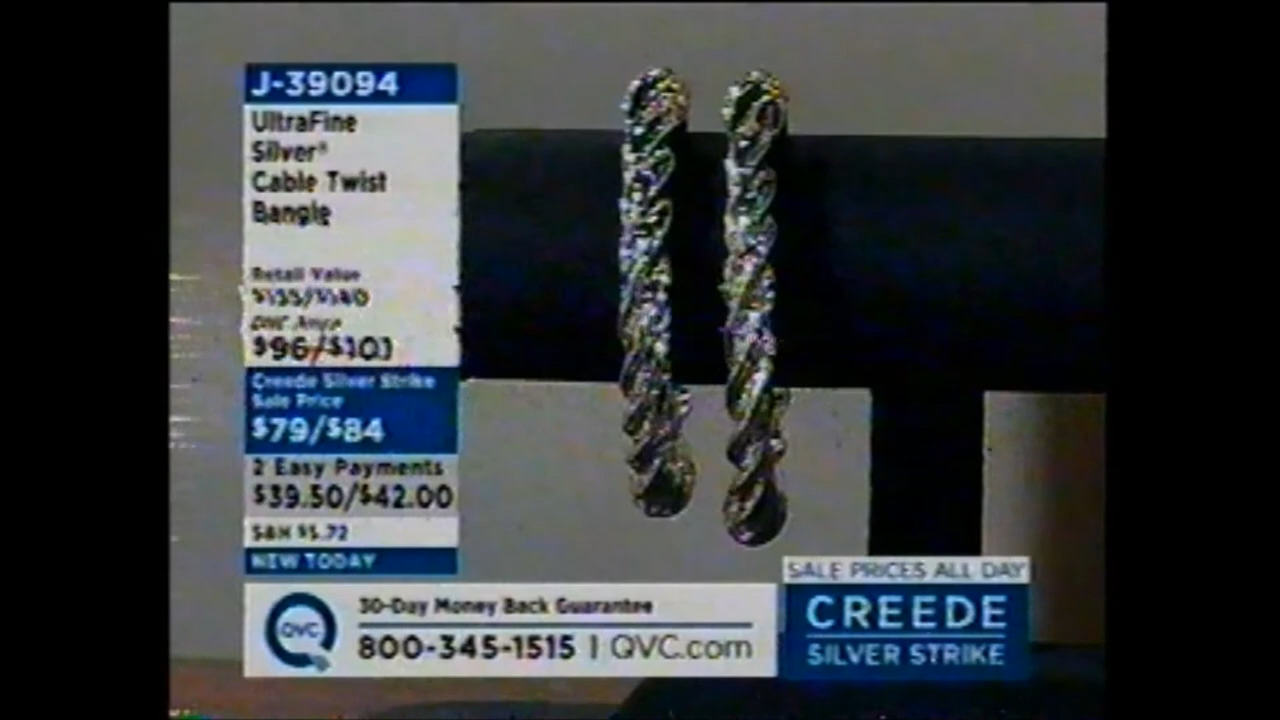 J-39094
UltraFine
Silver®
Cable Twist
Bangle
Retail Value
QVC Price
$96/$101
Creede Silver Strike
Sale Price
$79/$84
2 Easy Payments
$39.50/$42.00
S&H $5.72
NEW TODAY
SALE PRICES ALL DAY
CREEDE
SILVER STRIKE
QVC
30-Day Money Back Guarantee
800-345-1515 | QVC.com